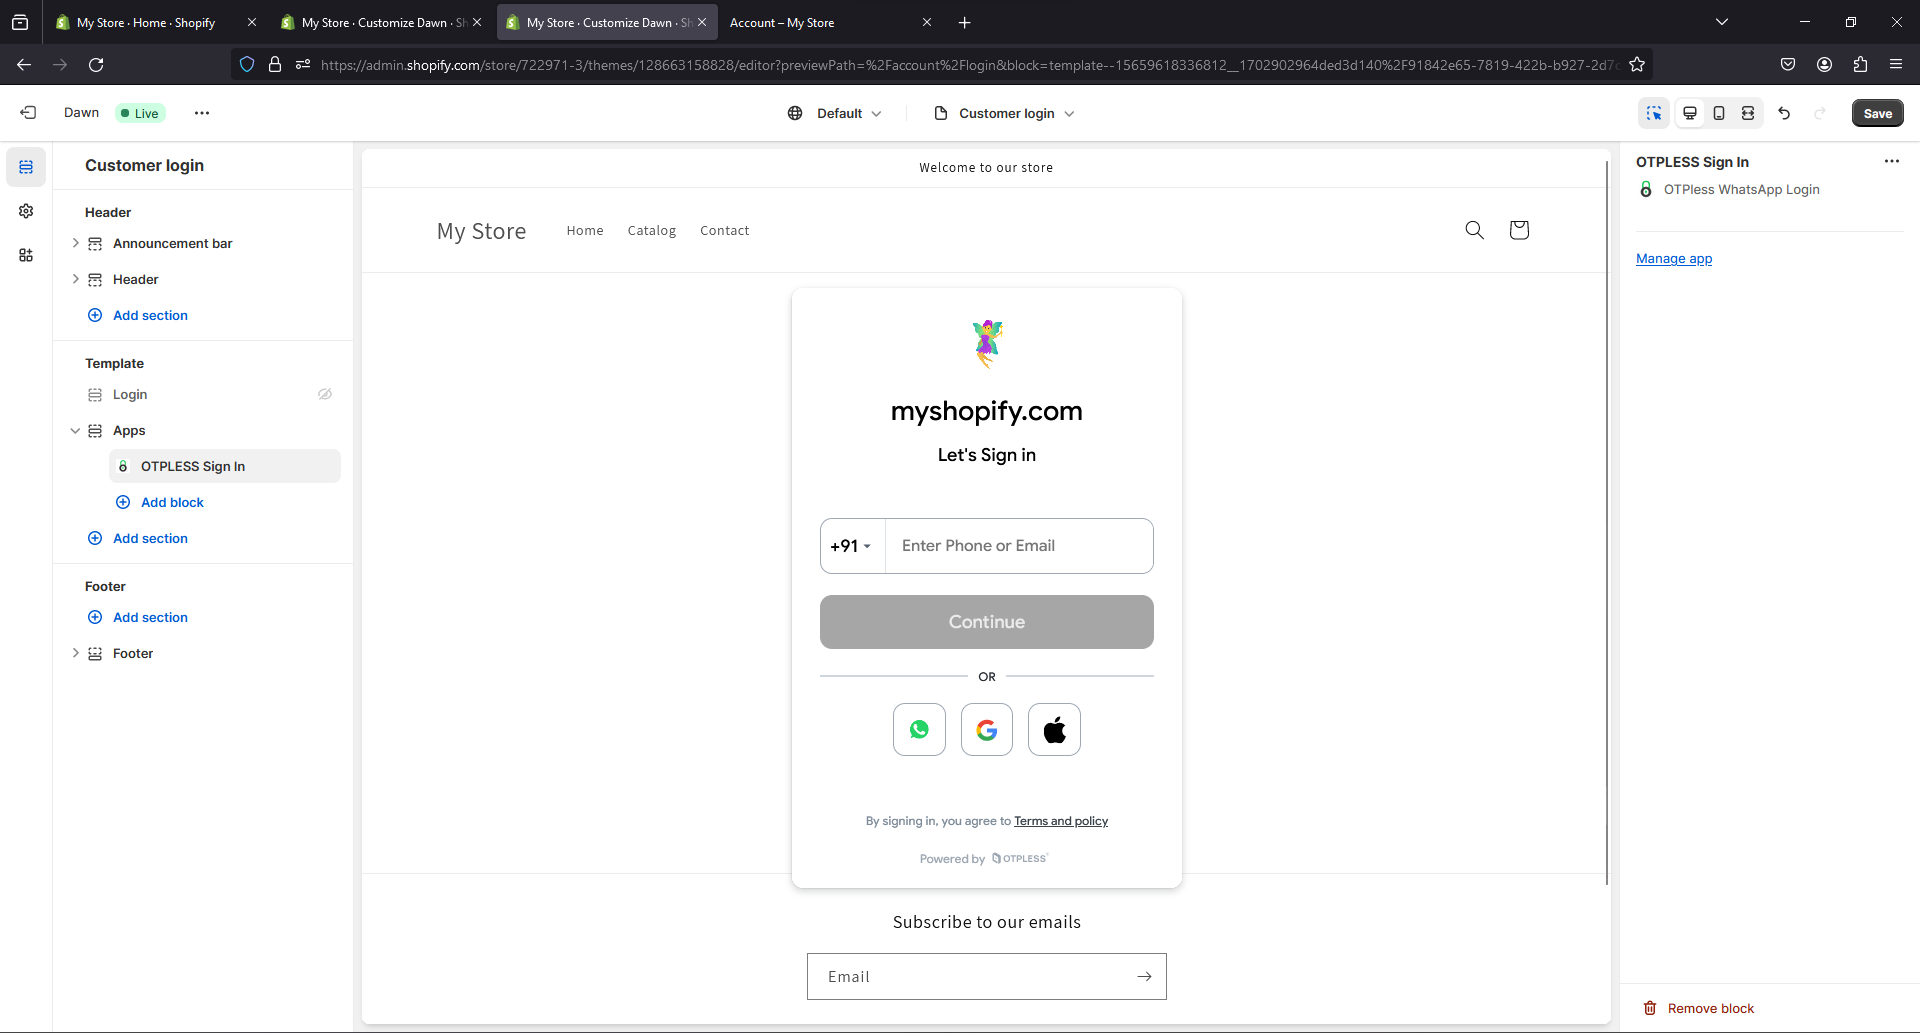 My Store · Home · Shopify
My Store · Customize Dawn · Sh
My Store · Customize Dawn · Sh
Account – My Store
https://admin.shopify.com/store/722971-3/themes/128663158828/editor?previewPath=%2Faccount%2Flogin&block=template--15659618336812__1702902964ded3d140%2F91842e65-7819-422b-b927-2d7c
Dawn
Live
Default
Customer login
Save
Customer login
Header
Announcement bar
Header
Add section
Template
Login
Apps
OTPLESS Sign In
Add block
Add section
Footer
Add section
Footer
Welcome to our store
My Store
Home
Catalog
Contact
myshopify.com
Let's Sign in
+91
Enter Phone or Email
Continue
OR
By signing in, you agree to Terms and policy
Powered by OTPLESS
Subscribe to our emails
Email
OTPLESS Sign In
OTPless WhatsApp Login
Manage app
Remove block